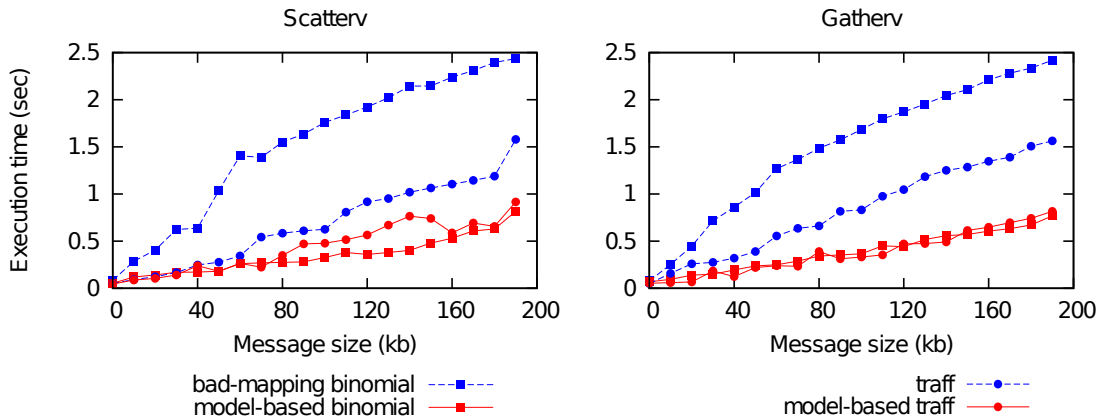 Scatterv
Gatherv
Execution time (sec)
2.5
2
1.5
1
0.5
0
0 40 80 120 160 200
Message size (kb)
2.5
2
1.5
1
0.5
0
0 40 80 120 160 200
Message size (kb)
bad-mapping binomial
model-based binomial
traff
model-based traff